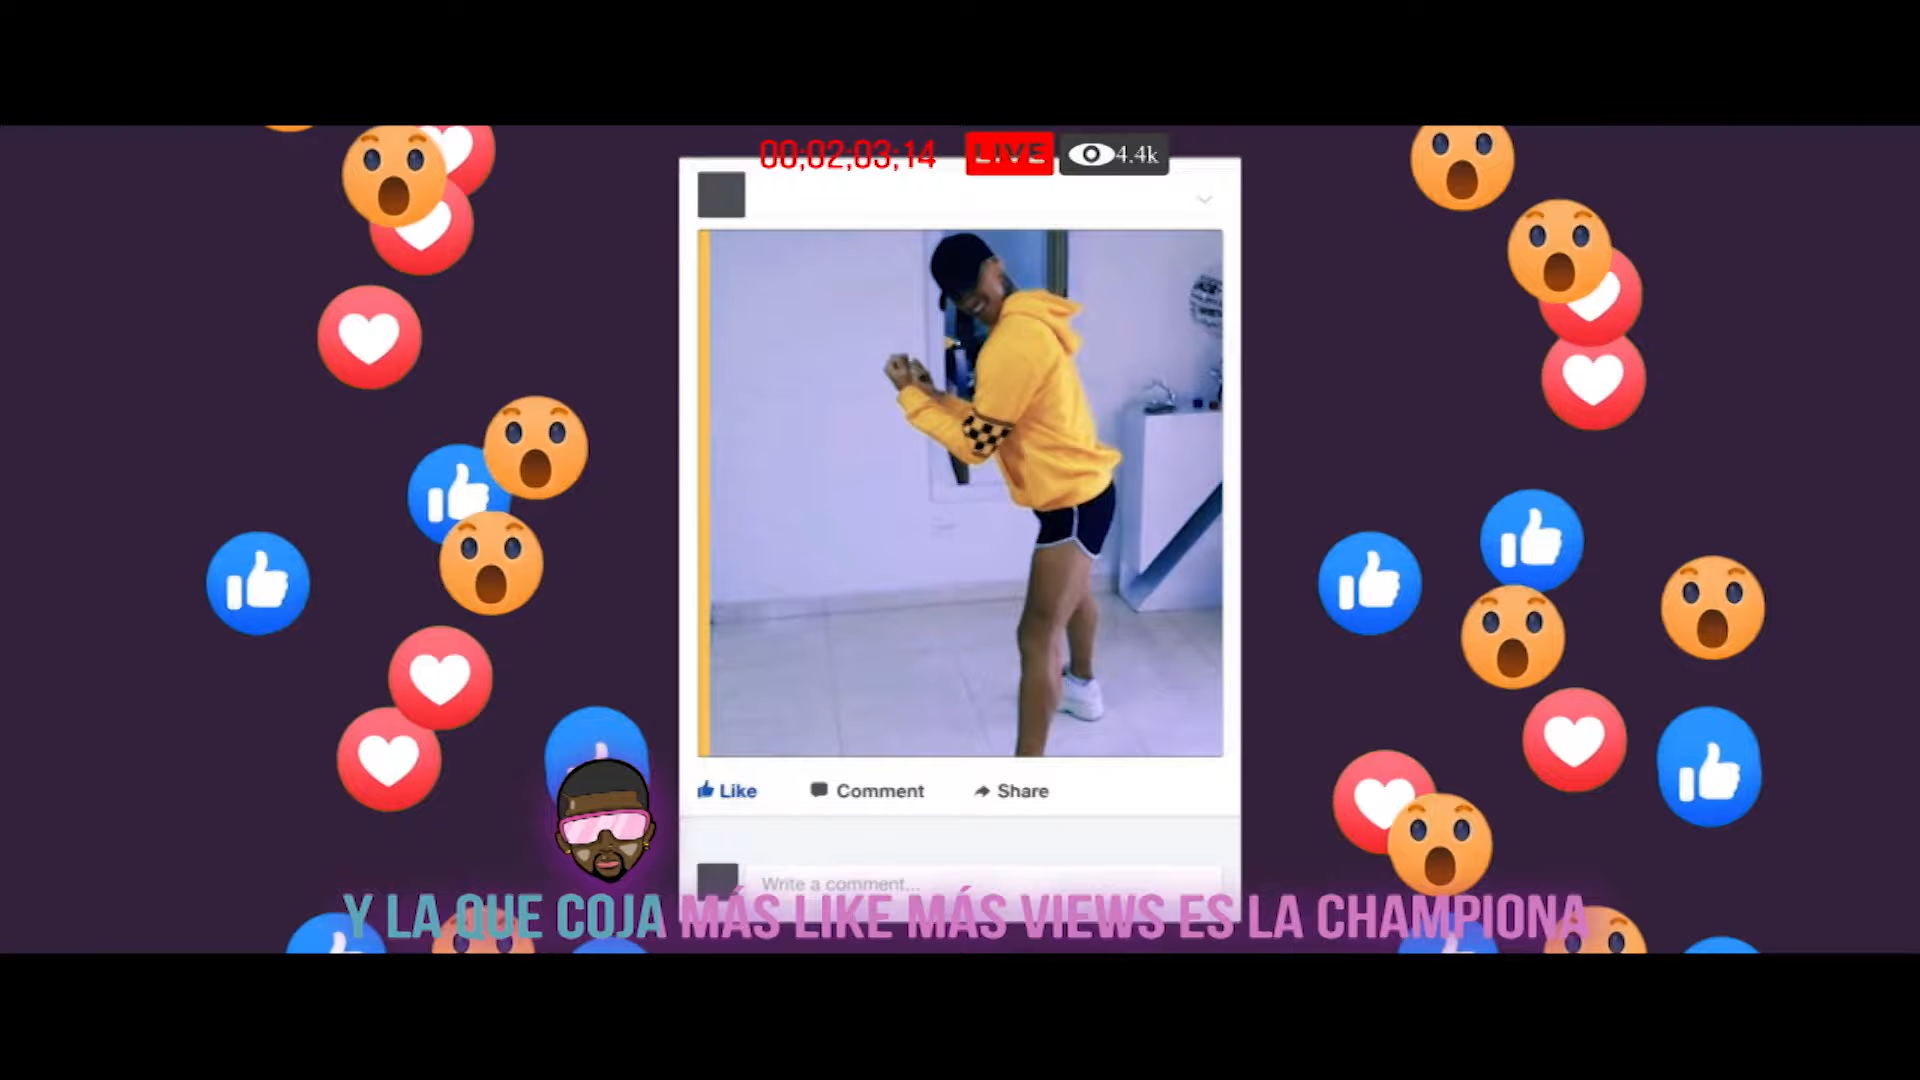 00;02;03;14 LIVE 4.4k
Like Comment Share
Write a comment...
Y LA QUE COJA MÁS LIKE MÁS VIEWS ES LA CHAMPIONA